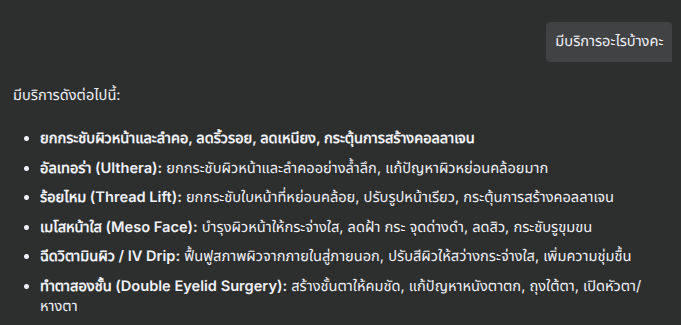 มีบริการอะไรบ้างคะ
มีบริการดังต่อไปนี้:
ยกกระชับผิวหน้าและลำคอ, ลดริ้วรอย, ลดเหนียง, กระตุ้นการสร้างคอลลาเจน
อัลเทอร่า (Ulthera): ยกกระชับผิวหน้าและลำคออย่างล้ำลึก, แก้ปัญหาผิวหย่อนคล้อยมาก
ร้อยไหม (Thread Lift): ยกกระชับใบหน้าที่หย่อนคล้อย, ปรับรูปหน้าเรียว, กระตุ้นการสร้างคอลลาเจน
เมโสหน้าใส (Meso Face): บำรุงผิวหน้าให้กระจ่างใส, ลดฝ้า กระ จุดด่างดำ, ลดสิว, กระชับรูขุมขน
ฉีดวิตามินผิว / IV Drip: ฟื้นฟูสภาพผิวจากภายในสู่ภายนอก, ปรับสีผิวให้สว่างกระจ่างใส, เพิ่มความชุ่มชื้น
ทำตาสองชั้น (Double Eyelid Surgery): สร้างชั้นตาให้คมชัด, แก้ปัญหาหนังตาตก, ถุงใต้ตา, เปิดหัวตา/
หางตา